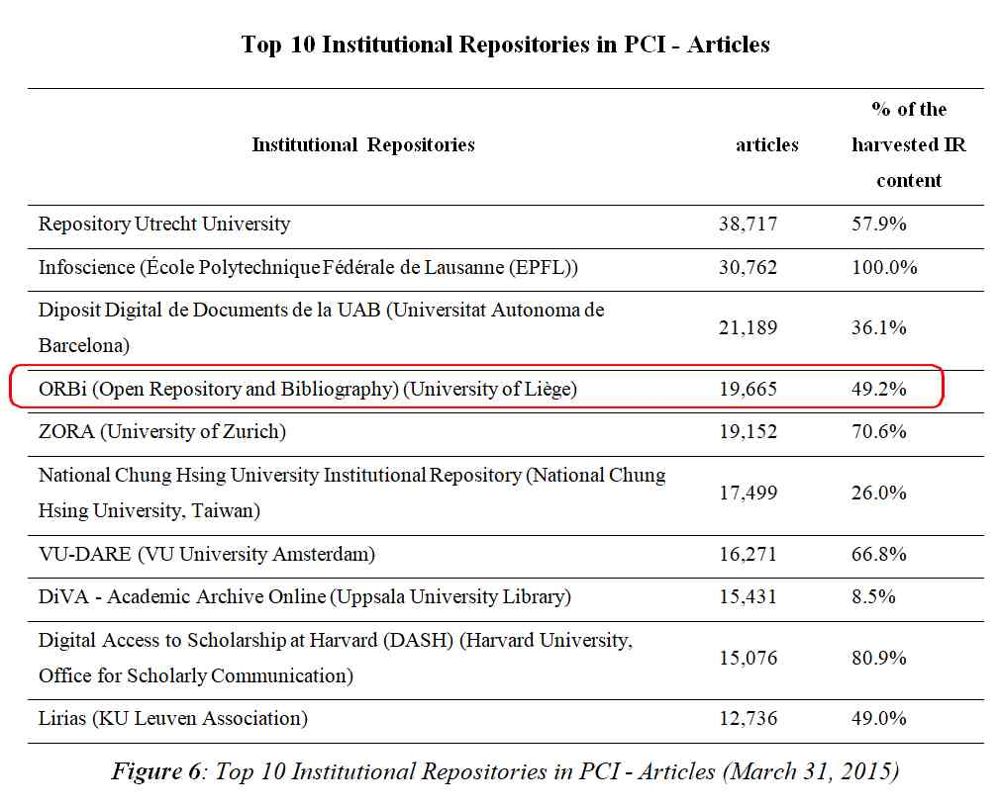 Top 10 Institutional Repositories in PCI - Articles
Institutional Repositories articles % of the harvested IR content
Repository Utrecht University 38,717 57.9%
Infoscience (École Polytechnique Fédérale de Lausanne (EPFL)) 30,762 100.0%
Diposit Digital de Documents de la UAB (Universitat Autonoma de
Barcelona) 21,189 36.1%
ORBi (Open Repository and Bibliography) (University of Liège) 19,665 49.2%
ZORA (University of Zurich) 19,152 70.6%
National Chung Hsing University Institutional Repository (National Chung
Hsing University, Taiwan) 17,499 26.0%
VU-DARE (VU University Amsterdam) 16,271 66.8%
DiVA - Academic Archive Online (Uppsala University Library) 15,431 8.5%
Digital Access to Scholarship at Harvard (DASH) (Harvard University,
Office for Scholarly Communication) 15,076 80.9%
Lirias (KU Leuven Association) 12,736 49.0%
Figure 6: Top 10 Institutional Repositories in PCI - Articles (March 31, 2015)